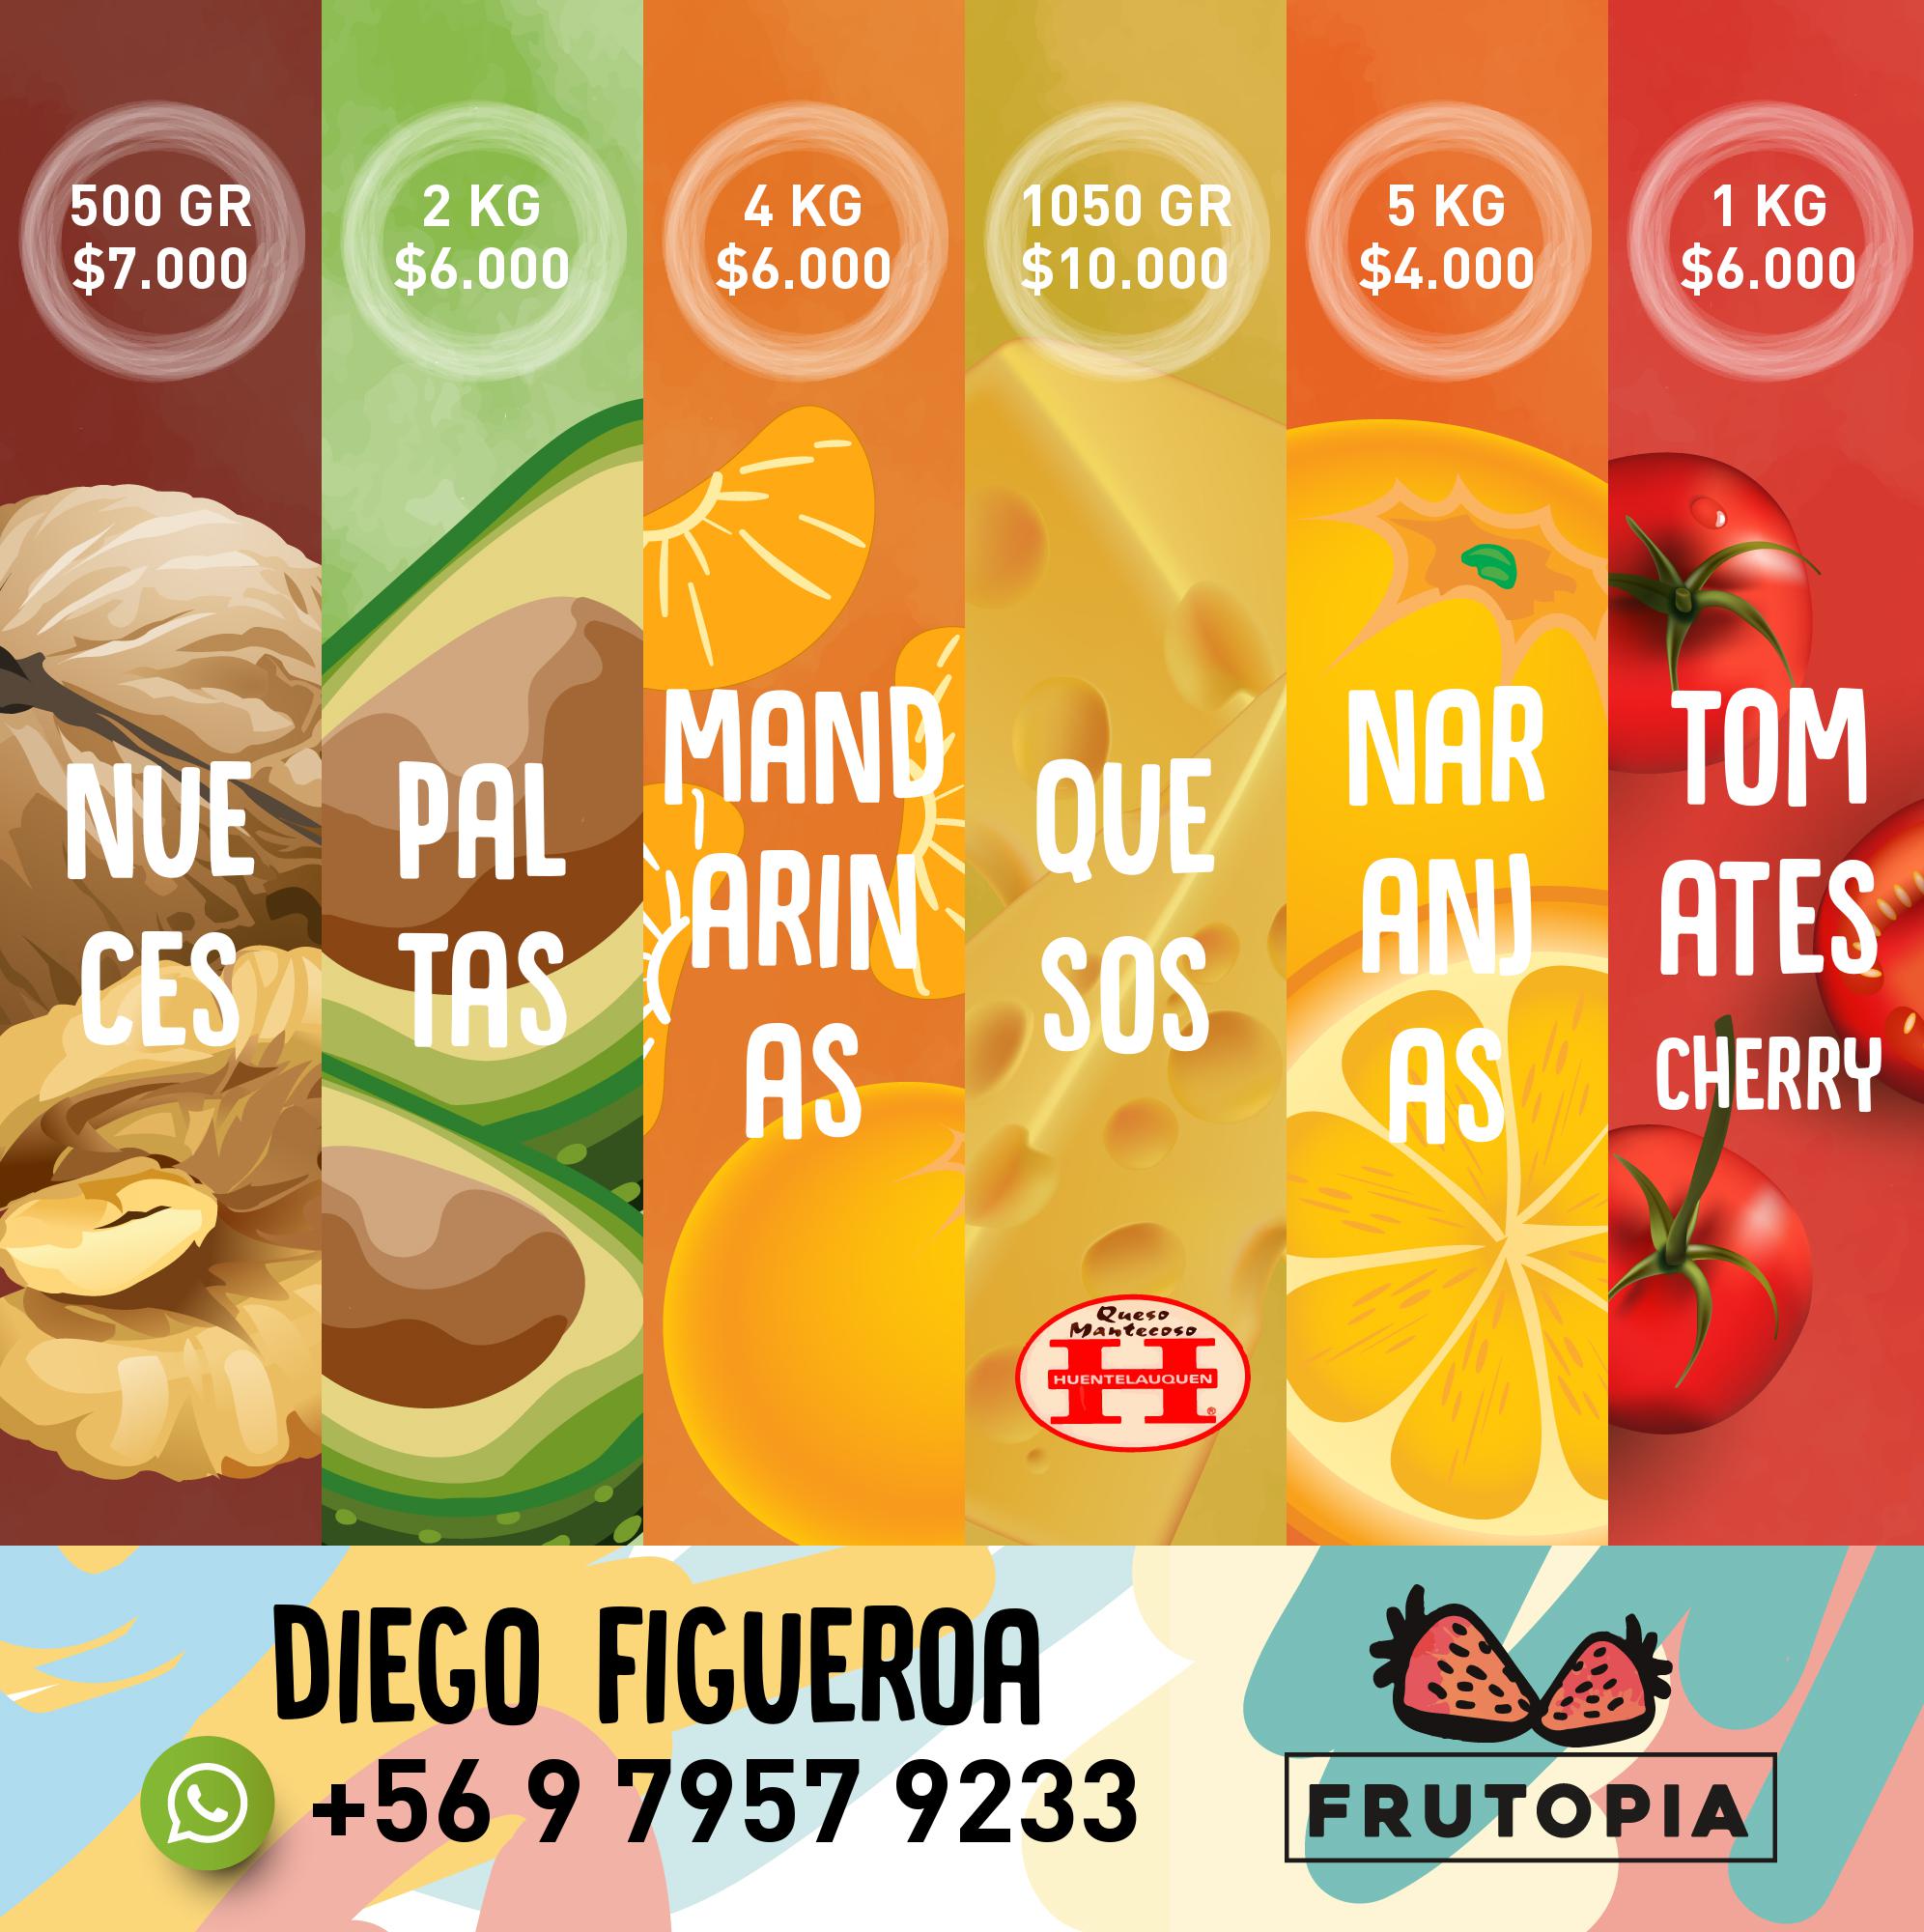 500 GR
$7.000
NUE
CES
2 KG
$6.000
PAL
TAS
4 KG
$6.000
MAND
ARIN
AS
1050 GR
$10.000
QUE
SOS
Queso
Mantecoso
H
HUENTELAUQUEN
®
5 KG
$4.000
NAR
ANJ
AS
1 KG
$6.000
TOM
ATES
CHERRY
DIEGO FIGUEROA
+56 9 7957 9233
FRUTOPIA